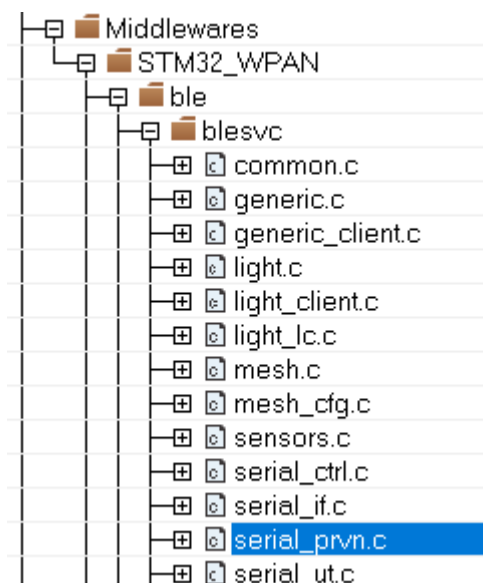 Middlewares
STM32_WPAN
ble
blesvc
common.c
generic.c
generic_client.c
light.c
light_client.c
light_lc.c
mesh.c
mesh_cfg.c
sensors.c
serial_ctrl.c
serial_if.c
serial_prvn.c
serial_ut.c